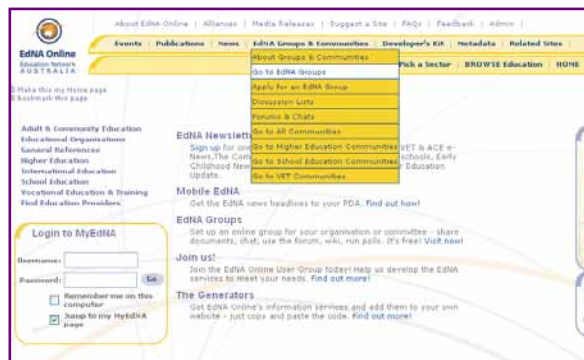 About EdNA Online | Alliances | Media Releases | Suggest a Site | FAQs | Feedback | Admin |
Events | Publications | News | EdNA Groups & Communities | Developer's Kit | Metadata | Related Sites |
EdNA Online
Education Network
AUSTRALIA
Pick a Sector | BROWSE Education | HOME
About Groups & Communities
Go to EdNA Groups
Apply for an EdNA Group
Discussion Lists
Forums & Chats
Go to All Communities
Go to Higher Education Communities
Go to School Education Communities
Go to VET Communities
Make this my Home page
Bookmark this page
Adult & Community Education
Educational Organisations
General References
Higher Education
International Education
School Education
Vocational Education & Training
Find Education Providers
Login to MyEdNA
Username:
Password:
Go
Remember me on this
computer
Jump to my MyEdNA
page
EdNA Newslett
Sign up for one VET & ACE e-
News, The Com schools, Early
Childhood New r Education
Update.
Mobile EdNA
Get the EdNA news headlines to your PDA. Find out how!
EdNA Groups
Set up an online group for your organisation or committee - share
documents, chat, use the forum, wiki, run polls. It's free! Visit now!
Join us!
Join the EdNA Online User Group today! Help us develop the EdNA
services to meet your needs. Find out more!
The Generators
Get EdNA Online's information services and add them to your own
website - just copy and paste the code. Find out more!